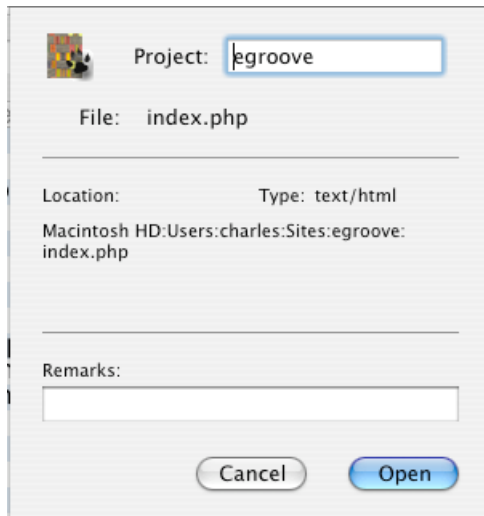 Project: egroove
File: index.php
Location: Type: text/html
Macintosh HD:Users:charles:Sites:egroove:
index.php
Remarks:
Cancel Open